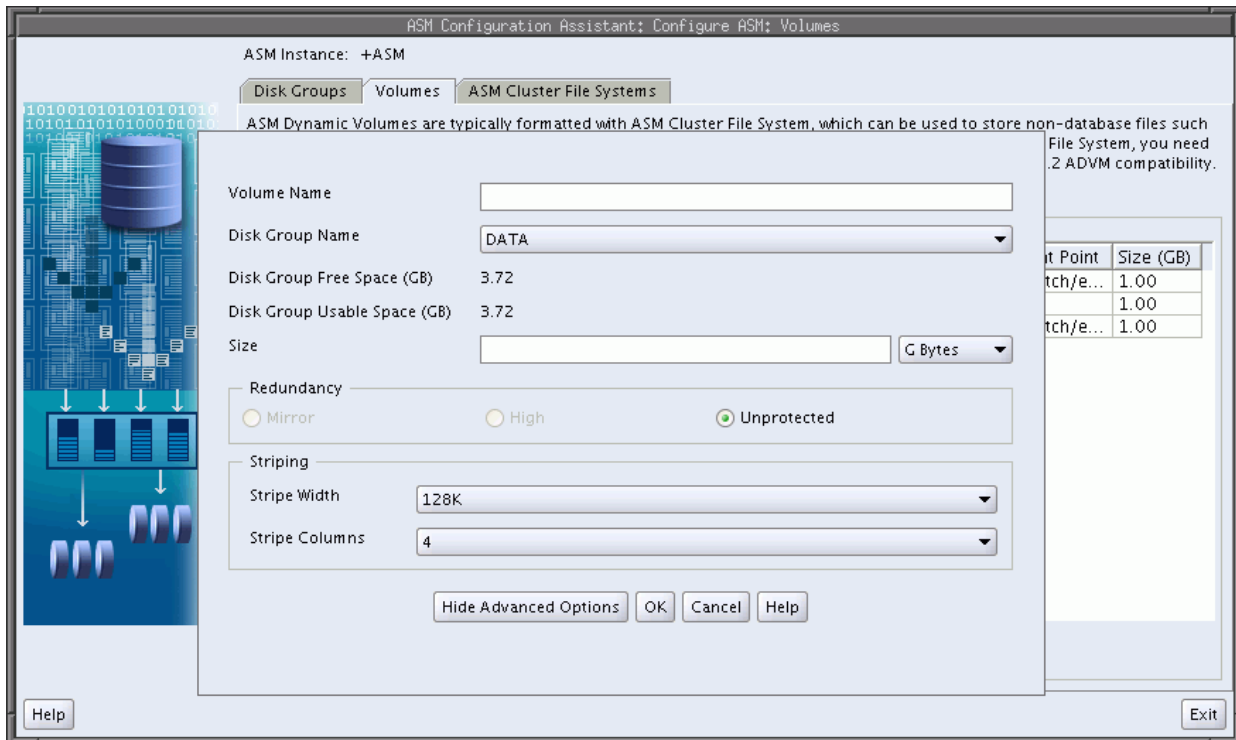 ASM Configuration Assistant: Configure ASM: Volumes
ASM Instance: +ASM
Disk Groups Volumes ASM Cluster File Systems
ASM Dynamic Volumes are typically formatted with ASM Cluster File System, which can be used to store non-database files such
File System, you need
.2 ADVM compatibility.
Volume Name
Disk Group Name DATA
Disk Group Free Space (GB) 3.72
Disk Group Usable Space (GB) 3.72
Size G Bytes
Redundancy
Mirror High Unprotected
Striping
Stripe Width 128K
Stripe Columns 4
Hide Advanced Options OK Cancel Help
Point Size (GB)
tch/e... 1.00
1.00
tch/e... 1.00
Help Exit